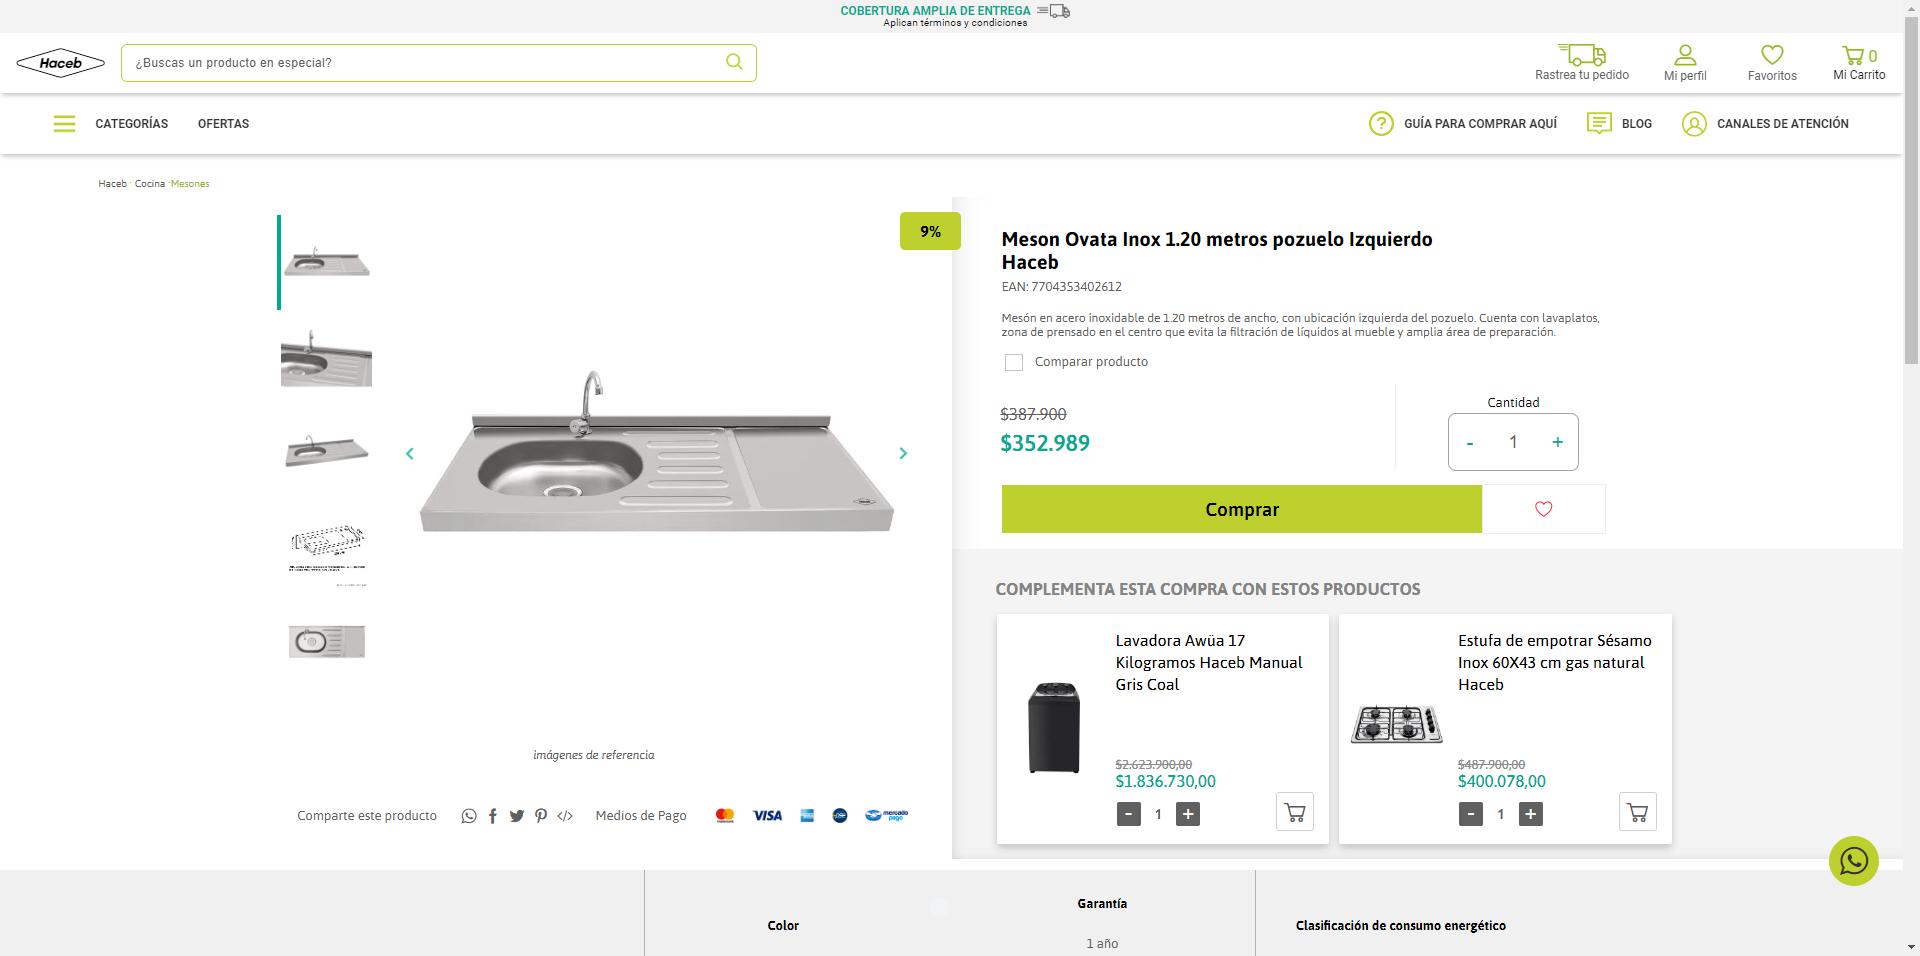 COBERTURA AMPLIA DE ENTREGA
Aplican términos y condiciones
Haceb
¿Buscas un producto en especial?
Rastrea tu pedido
Mi perfil
Favoritos
0
Mi Carrito
CATEGORÍAS
OFERTAS
GUÍA PARA COMPRAR AQUÍ
BLOG
CANALES DE ATENCIÓN
Haceb · Cocina · Mesones
9%
Meson Ovata Inox 1.20 metros pozuelo Izquierdo
Haceb
EAN: 7704353402612
Mesón en acero inoxidable de 1.20 metros de ancho, con ubicación izquierda del pozuelo. Cuenta con lavaplatos,
zona de prensado en el centro que evita la filtración de líquidos al mueble y amplia área de preparación.
Comparar producto
$387.900
$352.989
Cantidad
- 1 +
Comprar
COMPLEMENTA ESTA COMPRA CON ESTOS PRODUCTOS
Lavadora Awüa 17
Kilogramos Haceb Manual
Gris Coal
$2.623.900,00
$1.836.730,00
- 1 +
Estufa de empotrar Sésamo
Inox 60X43 cm gas natural
Haceb
$487.900,00
$400.078,00
- 1 +
imágenes de referencia
Comparte este producto
Medios de Pago
VISA
mercado
pago
Color
Garantía
1 año
Clasificación de consumo energético